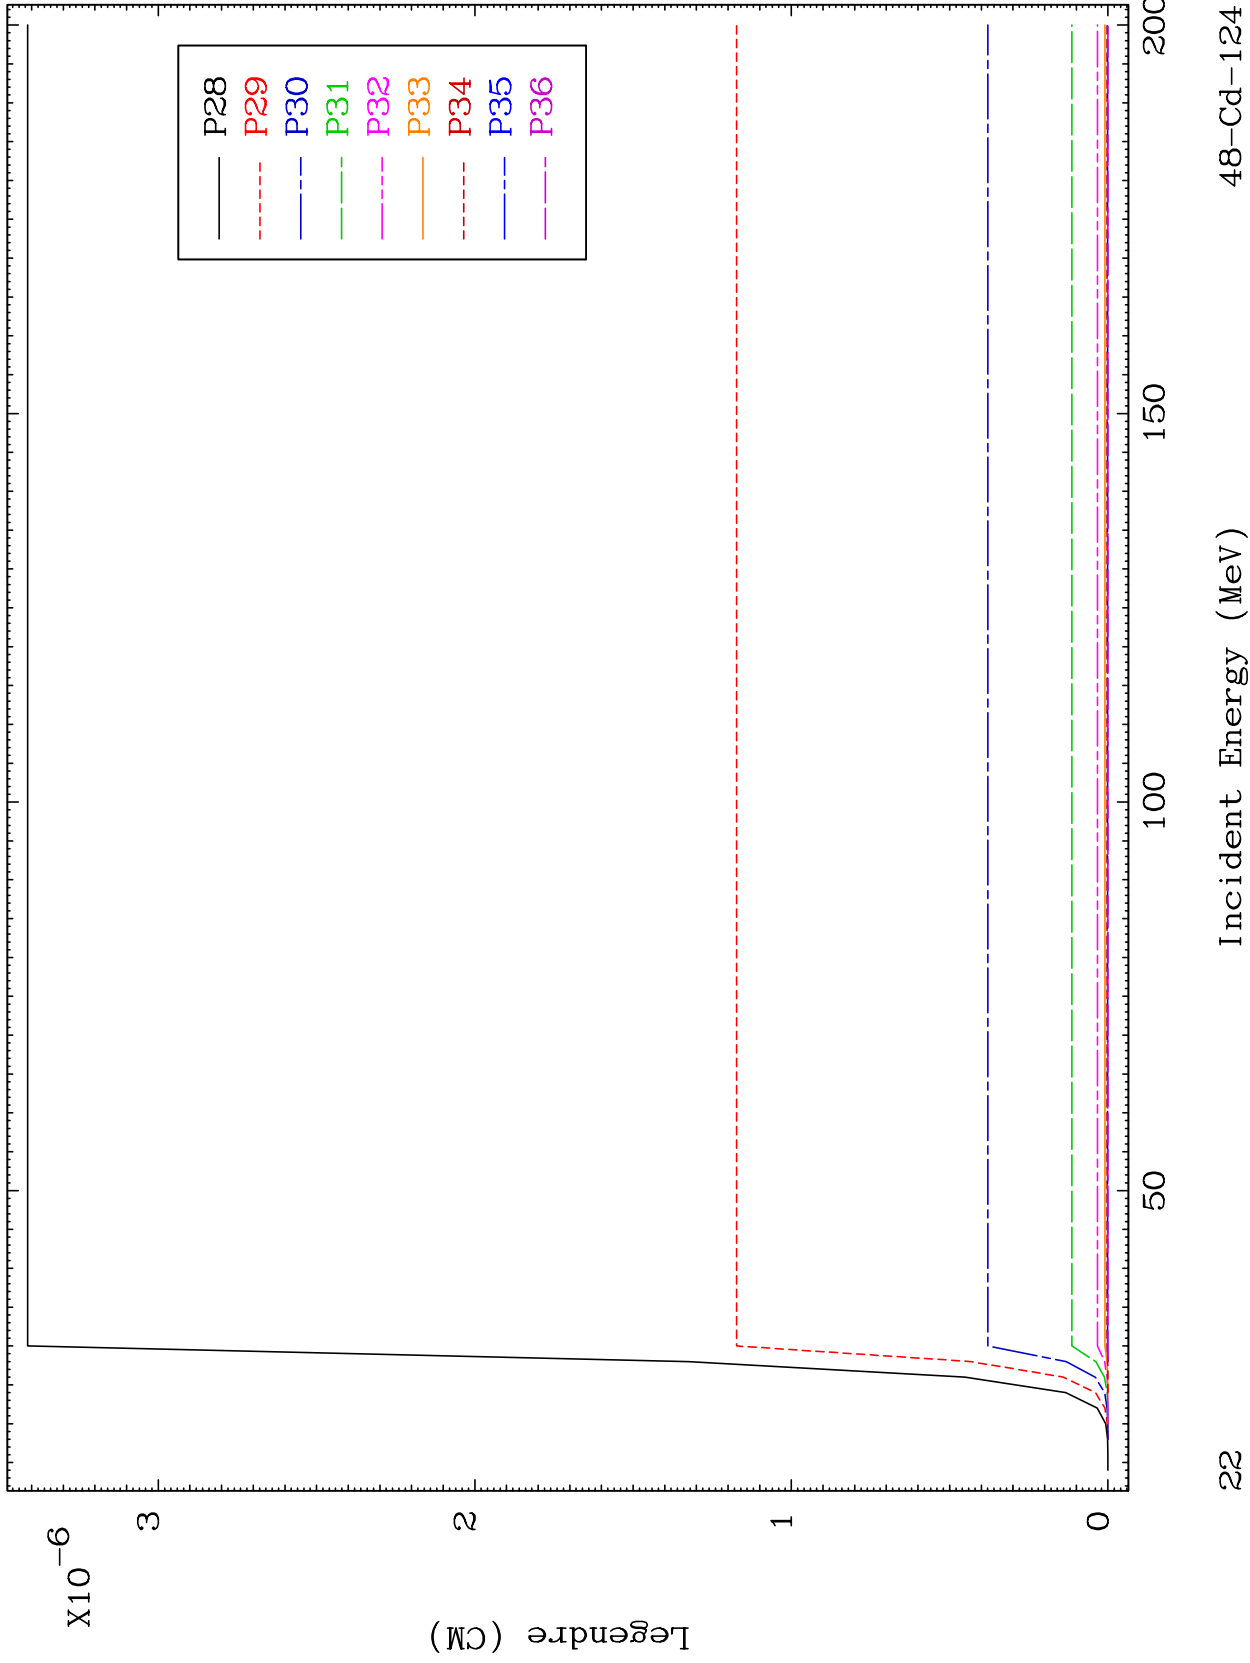 X10-6
3
2
1
0
Legendre (CM)
P28
P29
P30
P31
P32
P33
P34
P35
P36
50
100
150
200
Incident Energy (MeV)
22
48-Cd-124